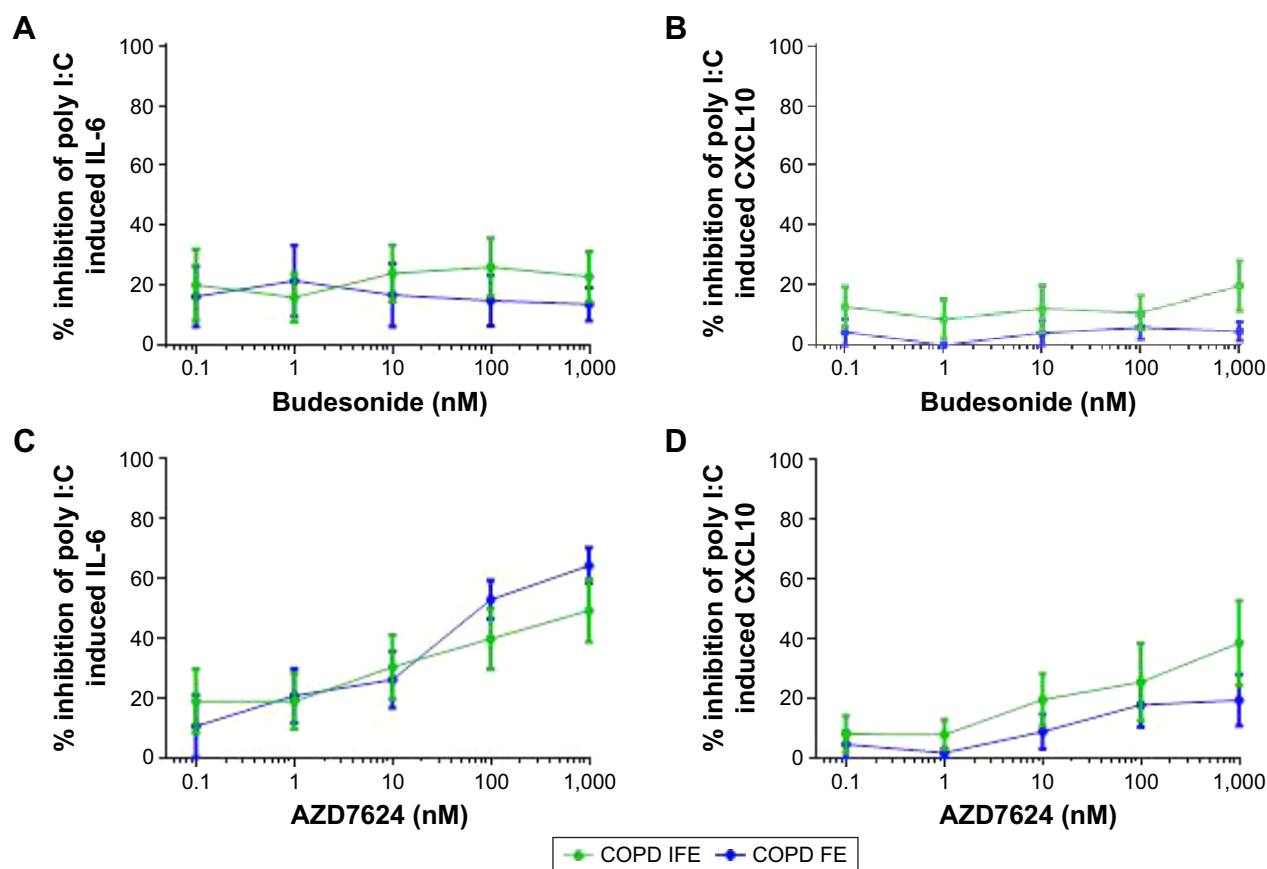 A
% inhibition of poly I:C
induced IL-6
100
80
60
40
20
0
0.1 1 10 100 1,000
Budesonide (nM)
B
% inhibition of poly I:C
induced CXCL10
100
80
60
40
20
0
0.1 1 10 100 1,000
Budesonide (nM)
C
% inhibition of poly I:C
induced IL-6
100
80
60
40
20
0
0.1 1 10 100 1,000
AZD7624 (nM)
D
% inhibition of poly I:C
induced CXCL10
100
80
60
40
20
0
0.1 1 10 100 1,000
AZD7624 (nM)
COPD IFE COPD FE